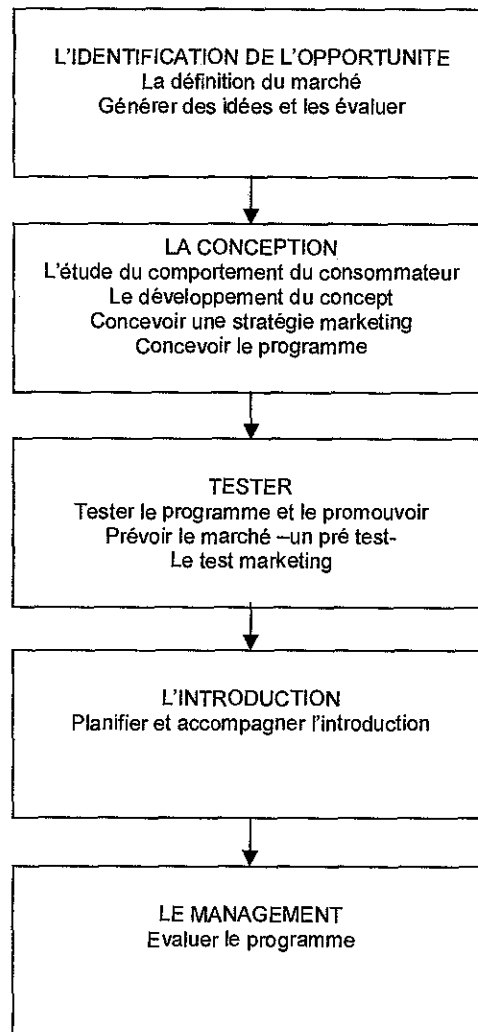 L'IDENTIFICATION DE L'OPPORTUNITE
La définition du marché
Générer des idées et les évaluer
LA CONCEPTION
L'étude du comportement du consommateur
Le développement du concept
Concevoir une stratégie marketing
Concevoir le programme
TESTER
Tester le programme et le promouvoir
Prévoir le marché –un pré test-
Le test marketing
L'INTRODUCTION
Planifier et accompagner l'introduction
LE MANAGEMENT
Evaluer le programme